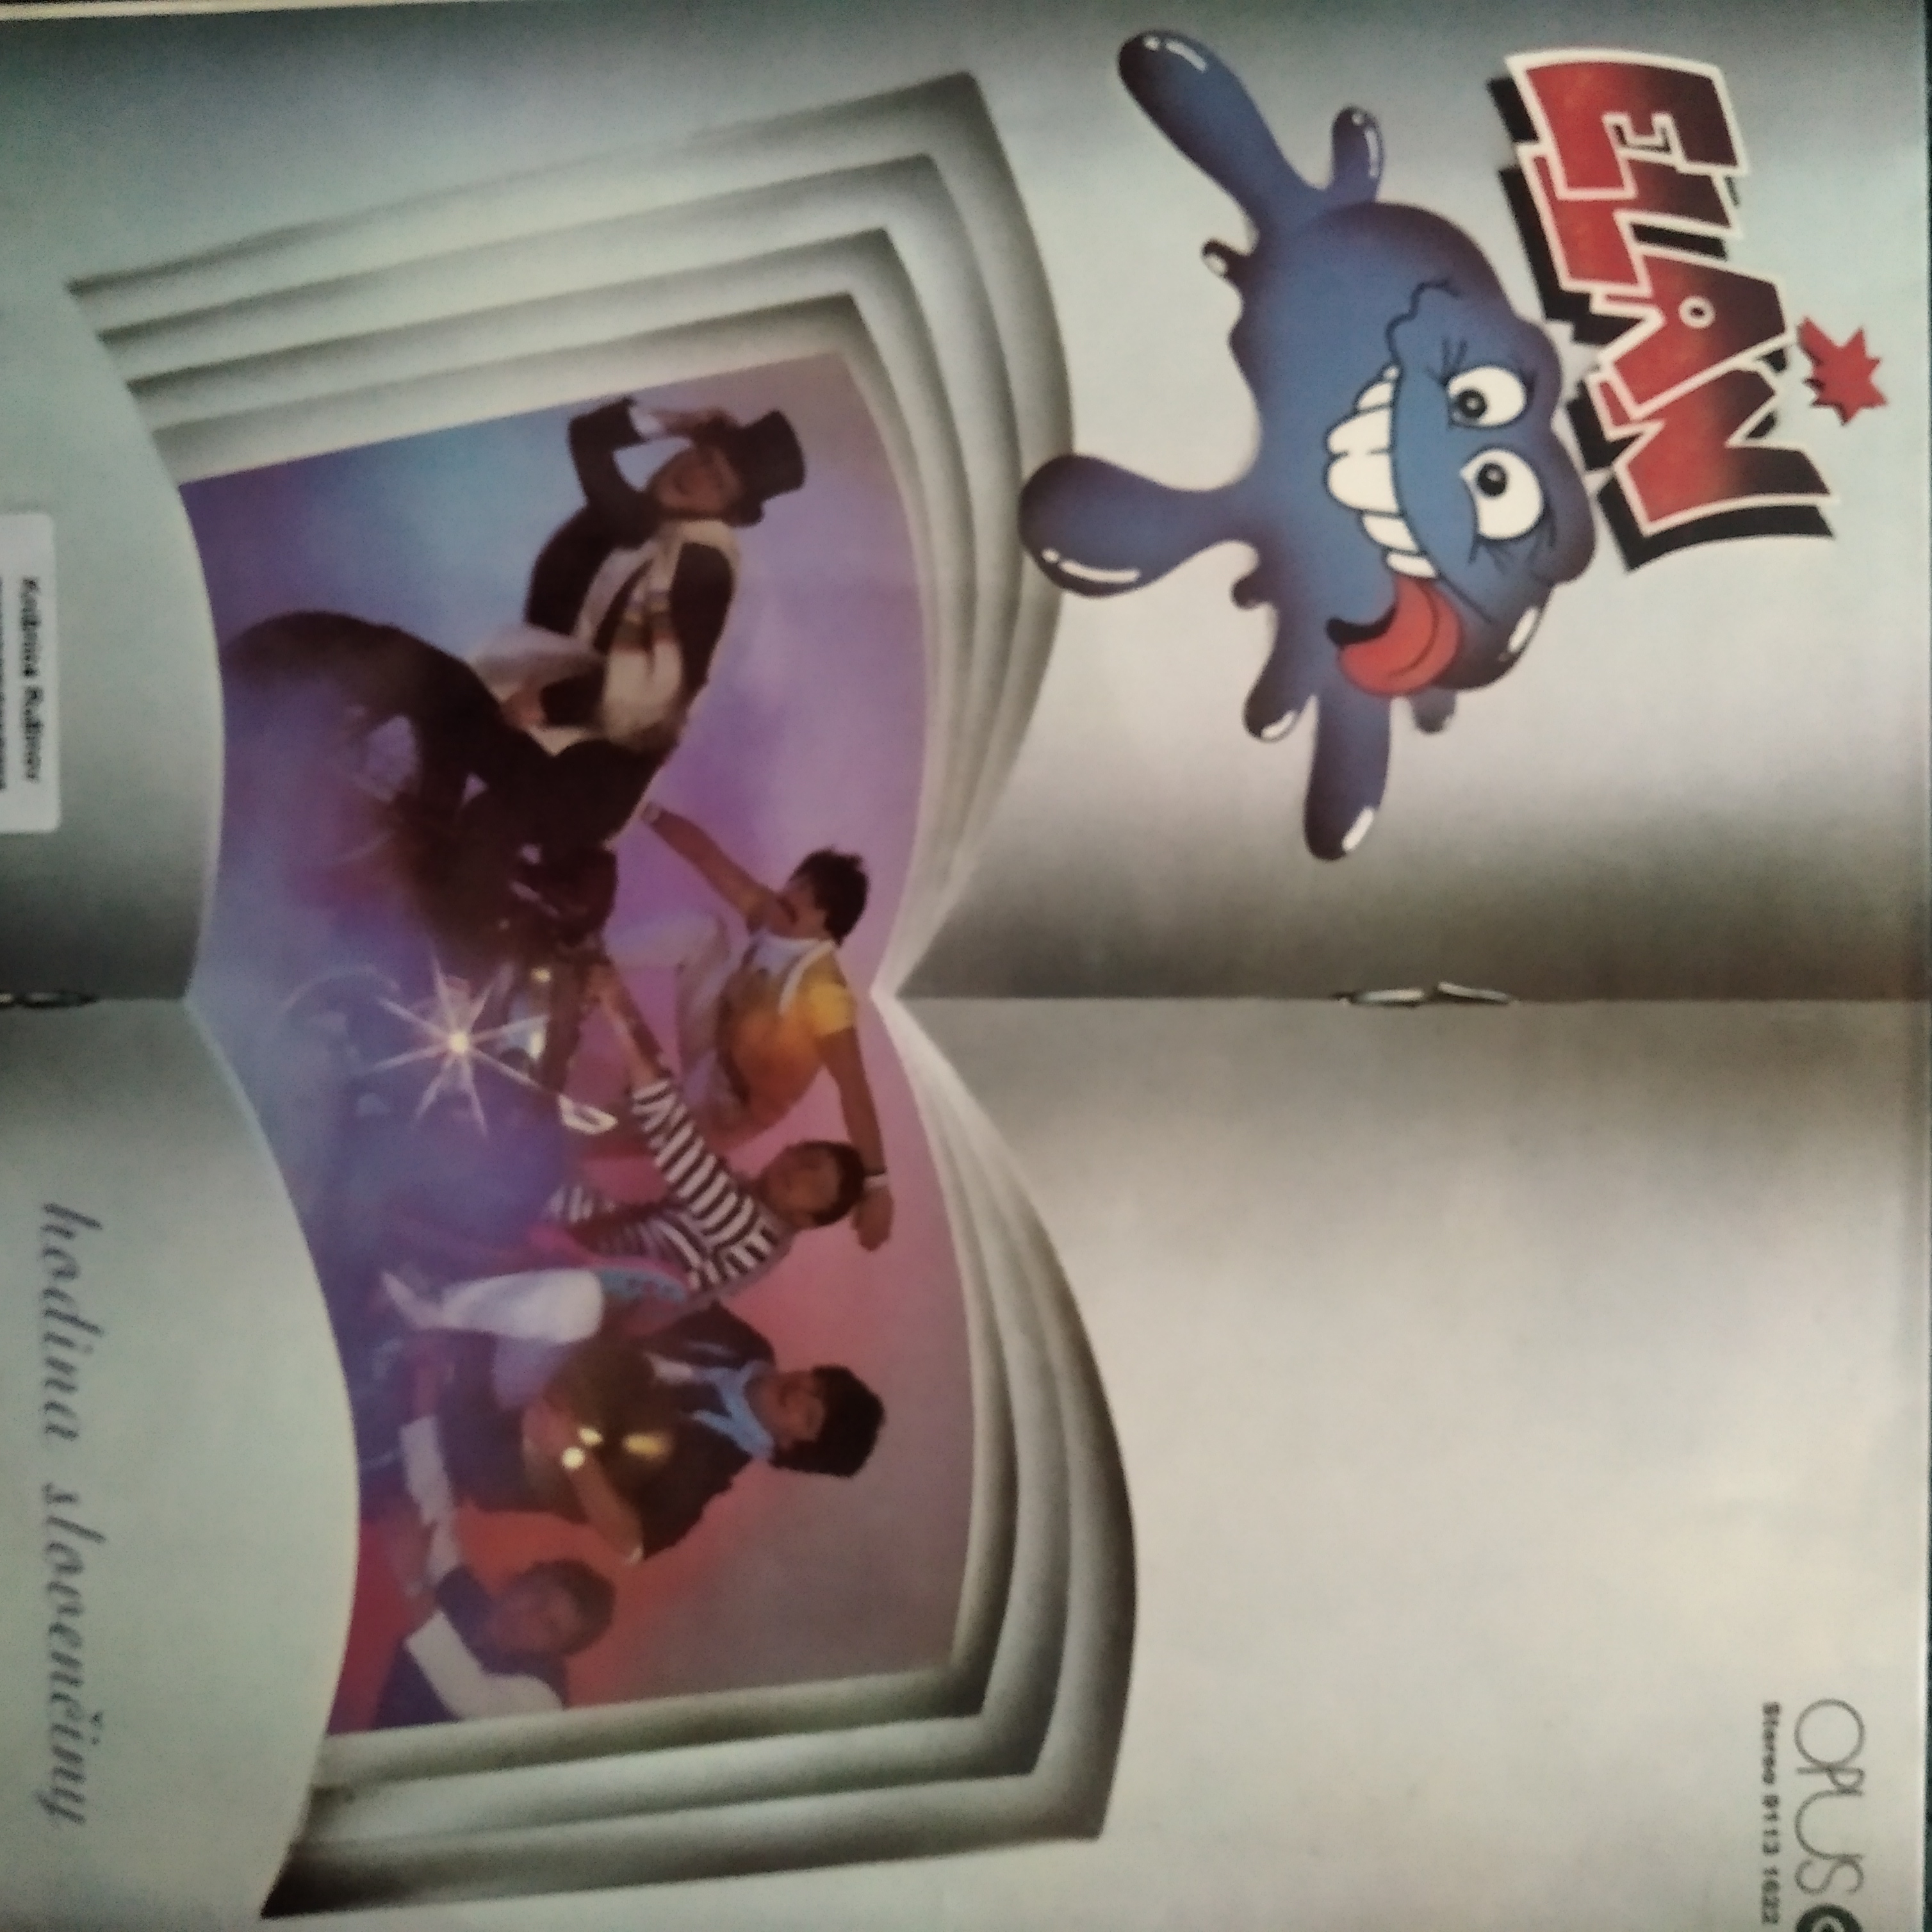 ELÁN
OPUS
Stereo 9113 1622
hodina slovenčiny